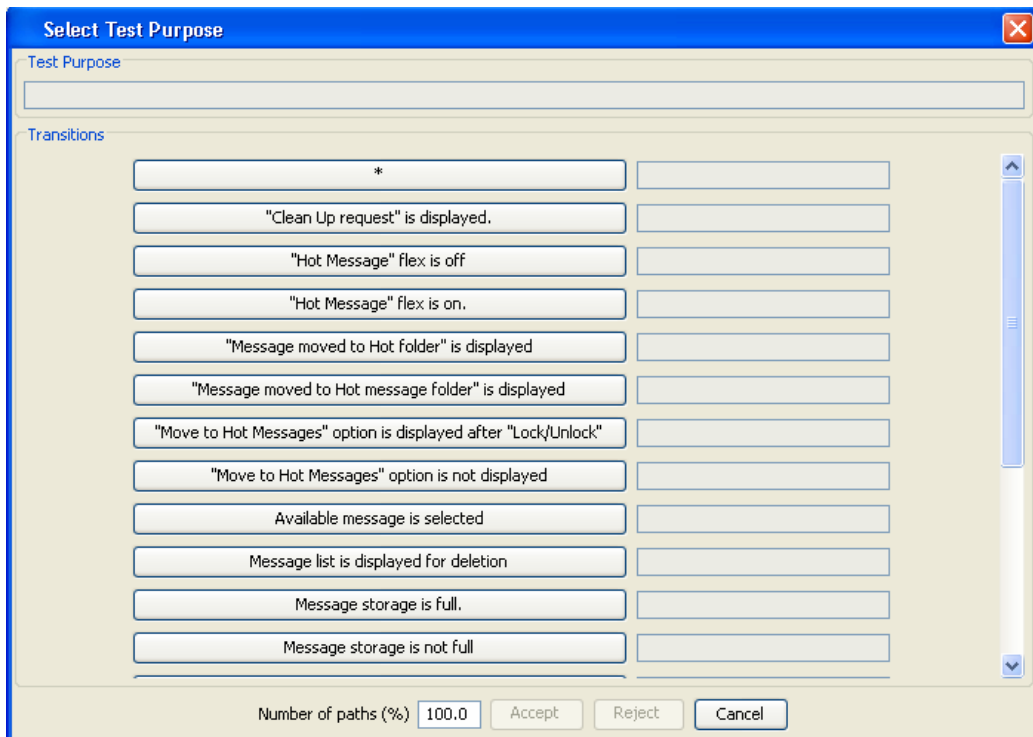 Select Test Purpose
Test Purpose
Transitions
*
"Clean Up request" is displayed.
"Hot Message" flex is off
"Hot Message" flex is on.
"Message moved to Hot folder" is displayed
"Message moved to Hot message folder" is displayed
"Move to Hot Messages" option is displayed after "Lock/Unlock"
"Move to Hot Messages" option is not displayed
Available message is selected
Message list is displayed for deletion
Message storage is full.
Message storage is not full
Number of paths (%) 100.0 Accept Reject Cancel